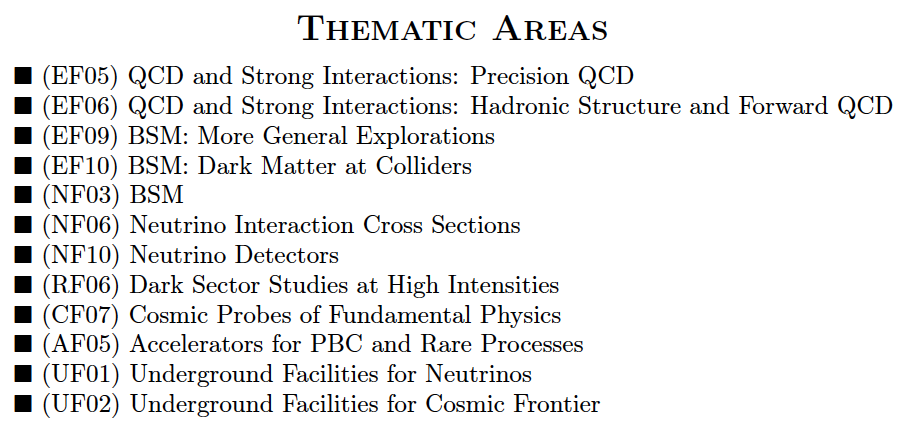 THEMATIC AREAS
■ (EF05) QCD and Strong Interactions: Precision QCD
■ (EF06) QCD and Strong Interactions: Hadronic Structure and Forward QCD
■ (EF09) BSM: More General Explorations
■ (EF10) BSM: Dark Matter at Colliders
■ (NF03) BSM
■ (NF06) Neutrino Interaction Cross Sections
■ (NF10) Neutrino Detectors
■ (RF06) Dark Sector Studies at High Intensities
■ (CF07) Cosmic Probes of Fundamental Physics
■ (AF05) Accelerators for PBC and Rare Processes
■ (UF01) Underground Facilities for Neutrinos
■ (UF02) Underground Facilities for Cosmic Frontier